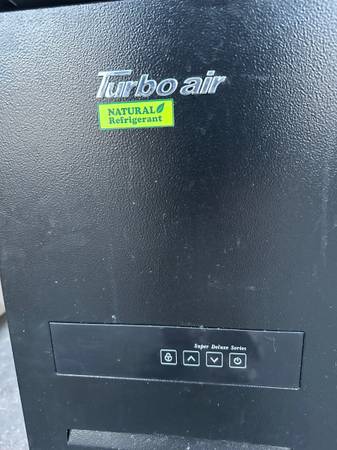 Turbo air
NATURAL
Refrigerant
Super Deluxe Series